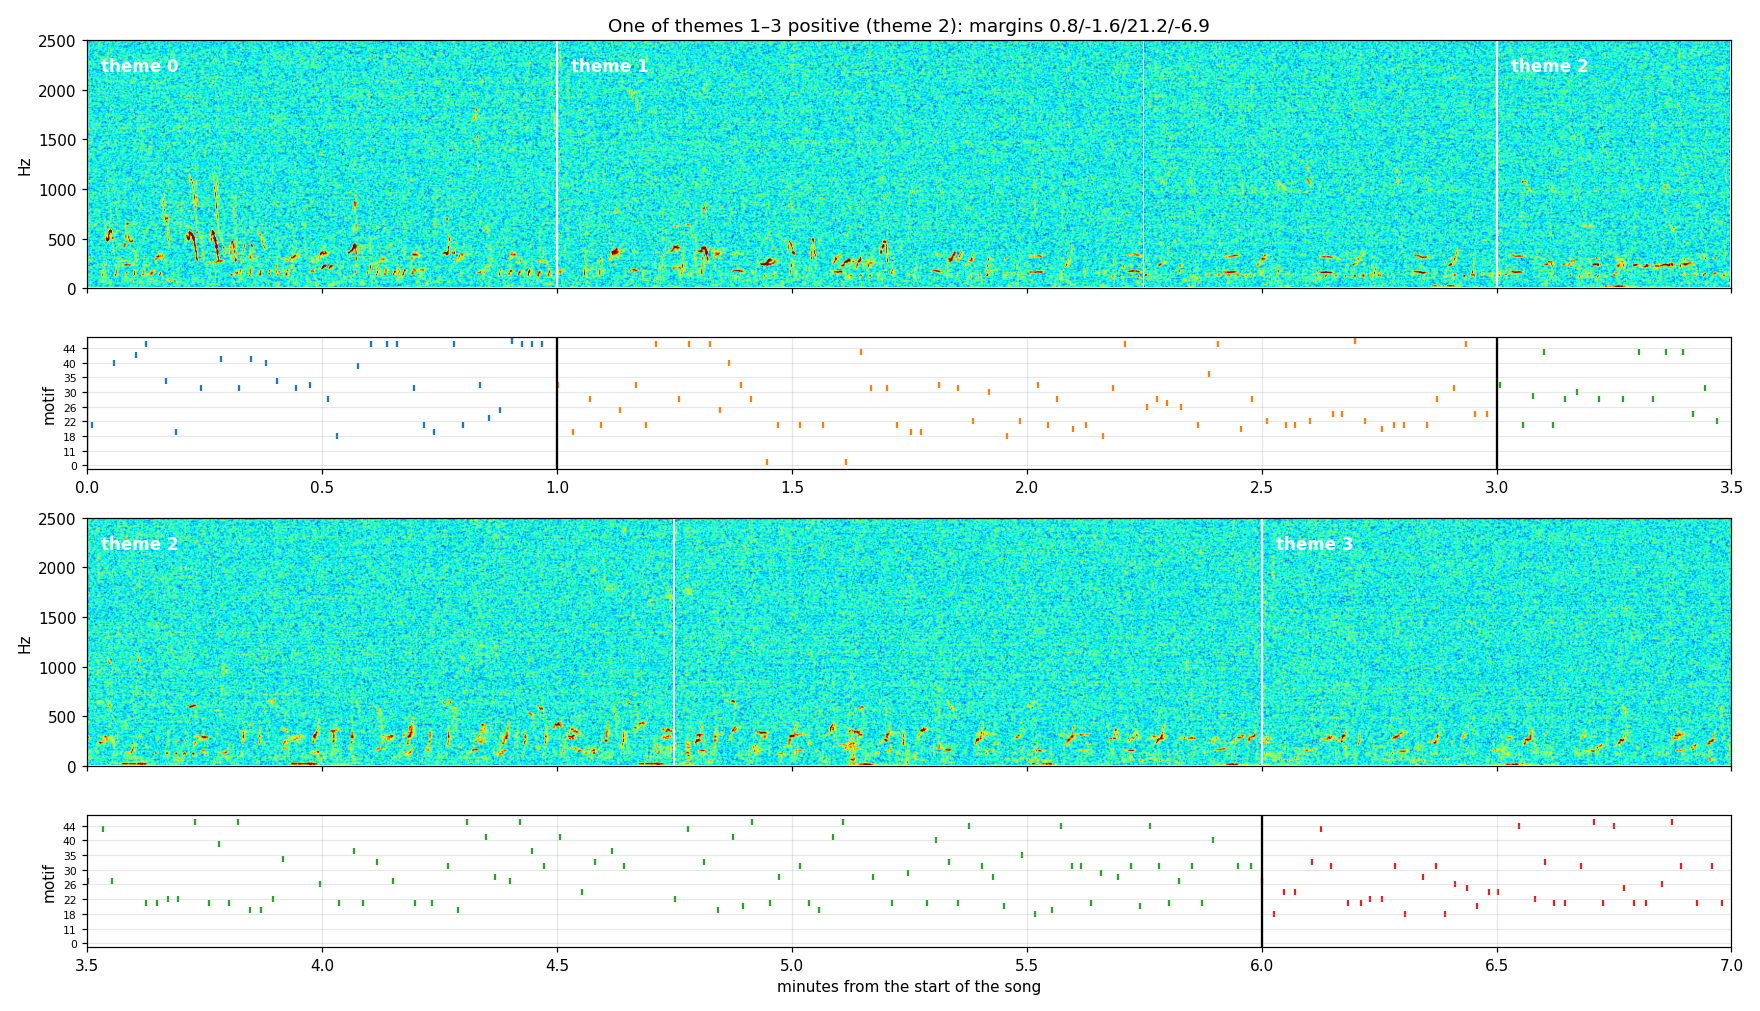 One of themes 1–3 positive (theme 2): margins 0.8/-1.6/21.2/-6.9
2500
2000
1500
1000
500
0
Hz
theme 0
theme 1
theme 2
44
40
35
30
26
22
18
11
0
motif
0.0 0.5 1.0 1.5 2.0 2.5 3.0 3.5
2500
2000
1500
1000
500
0
Hz
theme 2
theme 3
44
40
35
30
26
22
18
11
0
motif
3.5 4.0 4.5 5.0 5.5 6.0 6.5 7.0
minutes from the start of the song